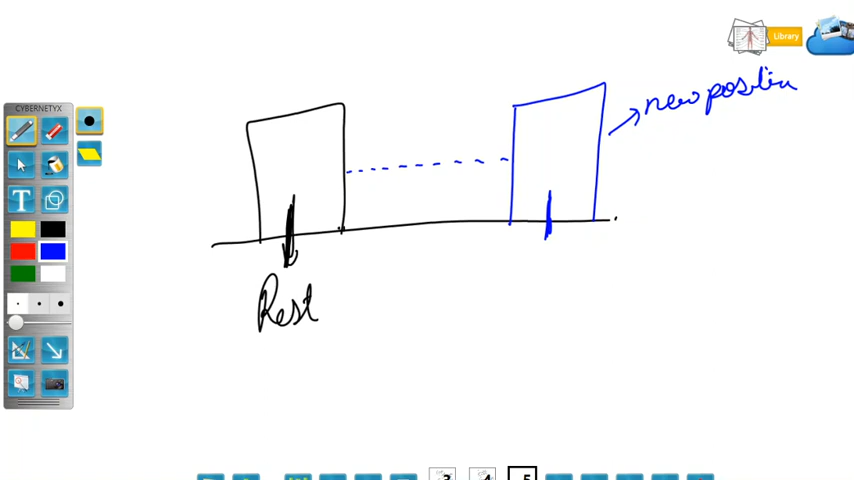 Library
new position
CYBERNETYX
Rest
3
4
5